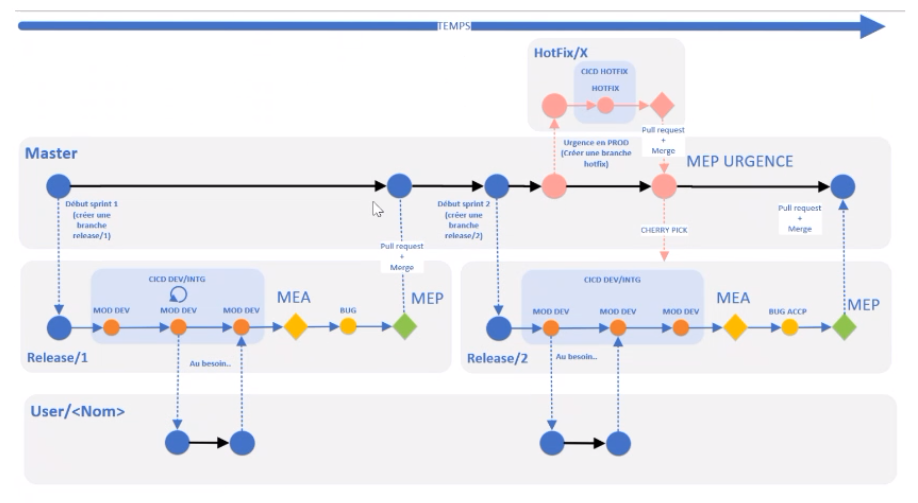 TEMPS
HotFix/X
CICD HOTFIX
HOTFIX
Master
Urgence en PROD
(Créer une branche
hotfix)
Pull request
+
Merge
MEP URGENCE
Début sprint 1
(créer une
branche
release/1)
Début sprint 2
(créer une
branche
release/2)
Pull request
+
Merge
CHERRY PICK
Pull request
+
Merge
CICD DEV/INTG
MOD DEV
MOD DEV
MOD DEV
MEA
BUG
MEP
Release/1
Au besoin..
CICD DEV/INTG
MOD DEV
MOD DEV
MOD DEV
MEA
BUG ACCP
MEP
Release/2
Au besoin..
User/<Nom>